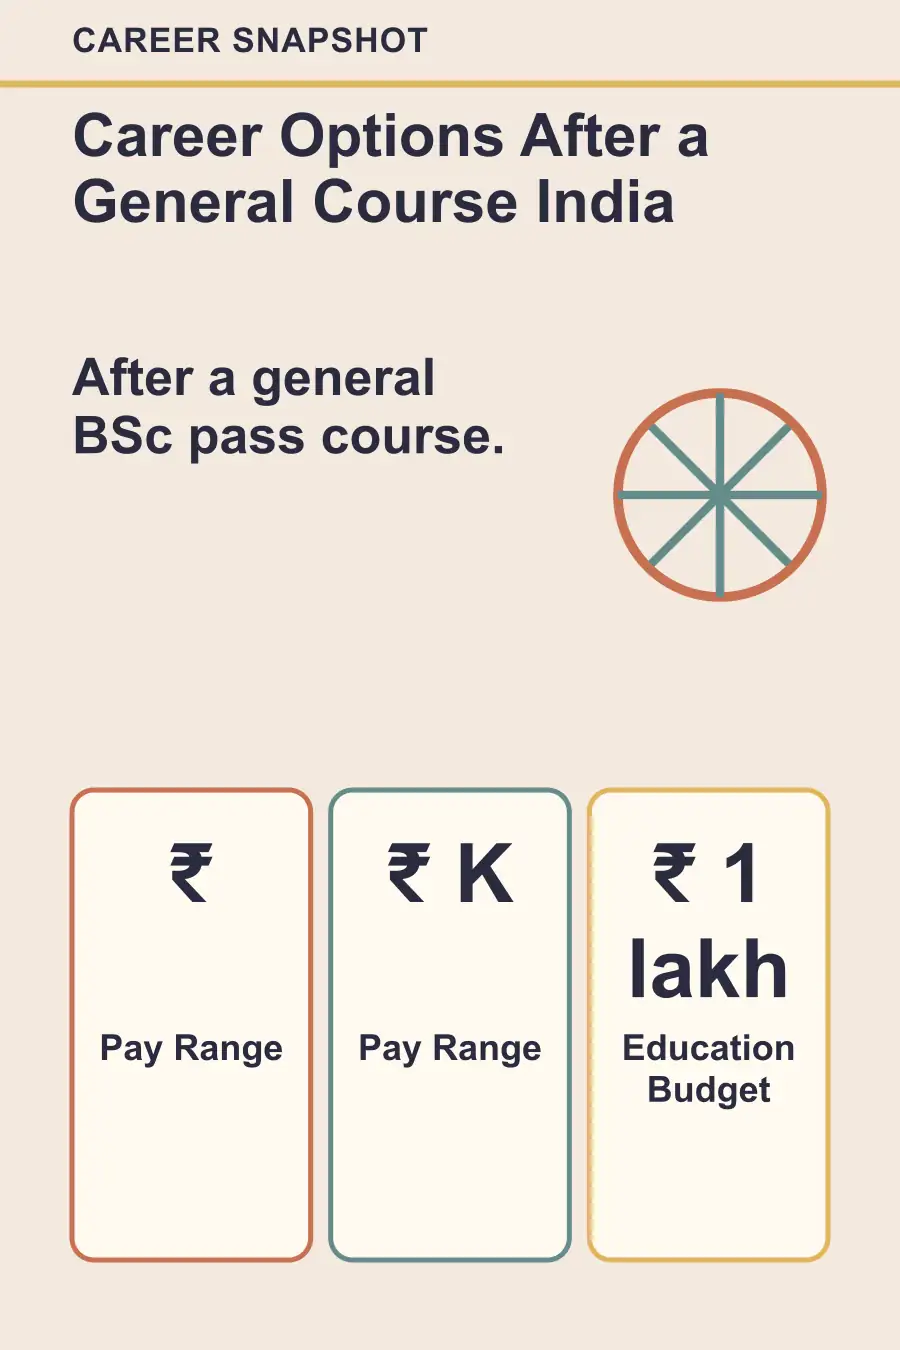 CAREER SNAPSHOT
Career Options After a
General Course India
After a general
BSc pass course.
₹
Pay Range
₹ K
Pay Range
₹ 1
lakh
Education
Budget